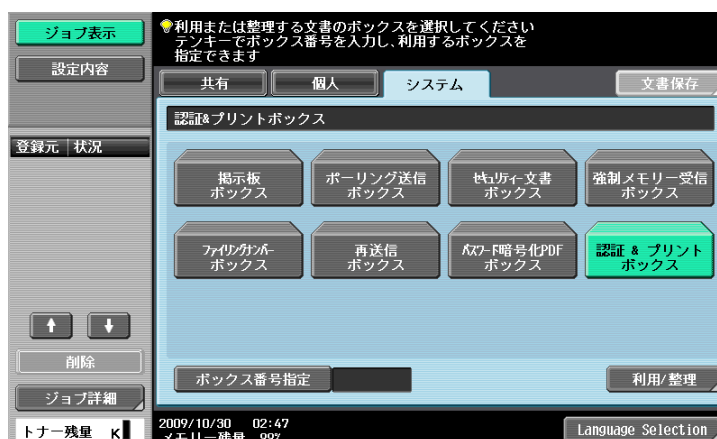 ジョブ表示
設定内容
登録元 状況
削除
ジョブ詳細
トナー残量 K
利用または整理する文書のボックスを選択してください
テンキーでボックス番号を入力し、利用するボックスを
指定できます
共有
個人
システム
文書保存
認証&プリントボックス
掲示板
ボックス
ポーリング送信
ボックス
セキュリティー文書
ボックス
強制メモリー受信
ボックス
ファイリングナンバー
ボックス
再送信
ボックス
パスワード暗号化PDF
ボックス
認証 & プリント
ボックス
ボックス番号指定
利用/整理
2009/10/30 02:47
メモリー残量 99%
Language Selection